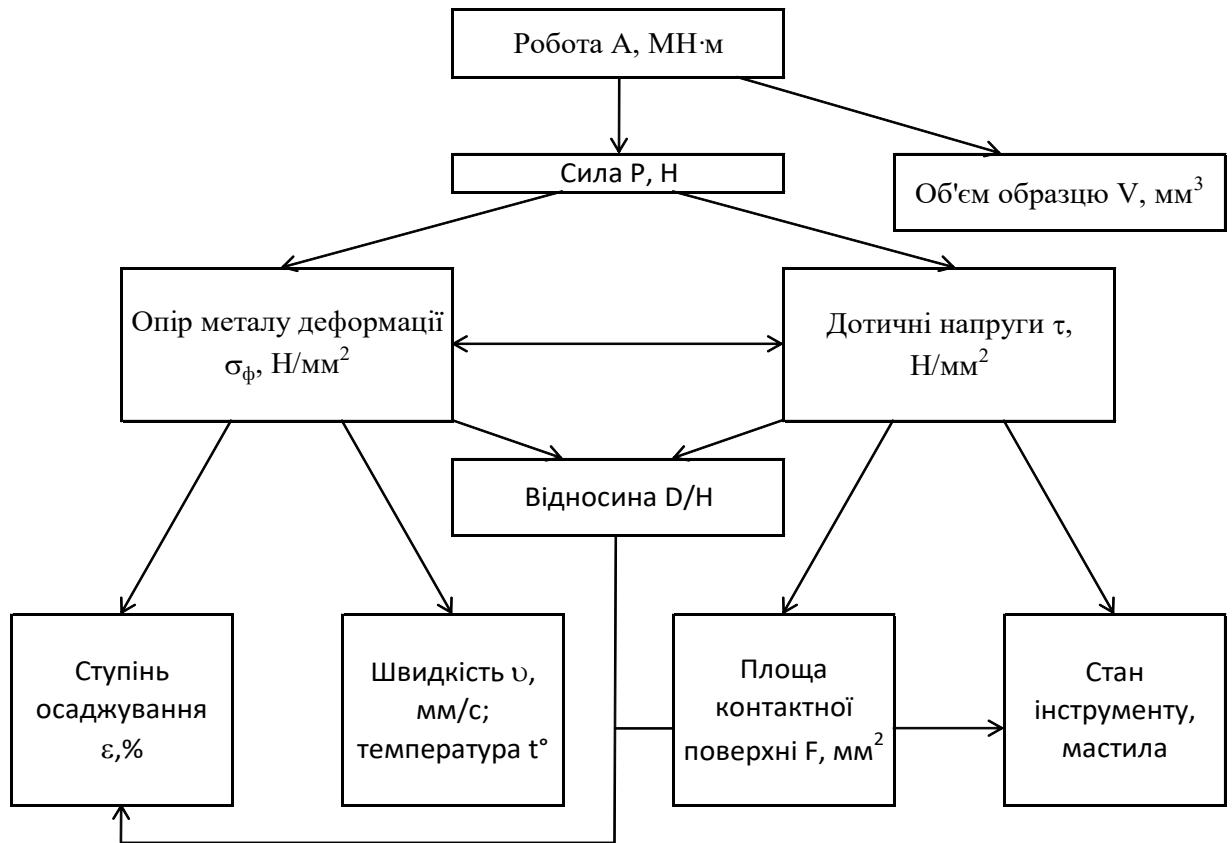 Робота А, МН·м
Сила Р, Н
Об'єм образцю V, мм³
Опір металу деформації
σф, Н/мм²
Дотичні напруги τ,
Н/мм²
Відносина D/H
Ступінь
осаджування
ε,%
Швидкість υ,
мм/с;
температура t°
Площа
контактної
поверхні F, мм²
Стан
інструменту,
мастила